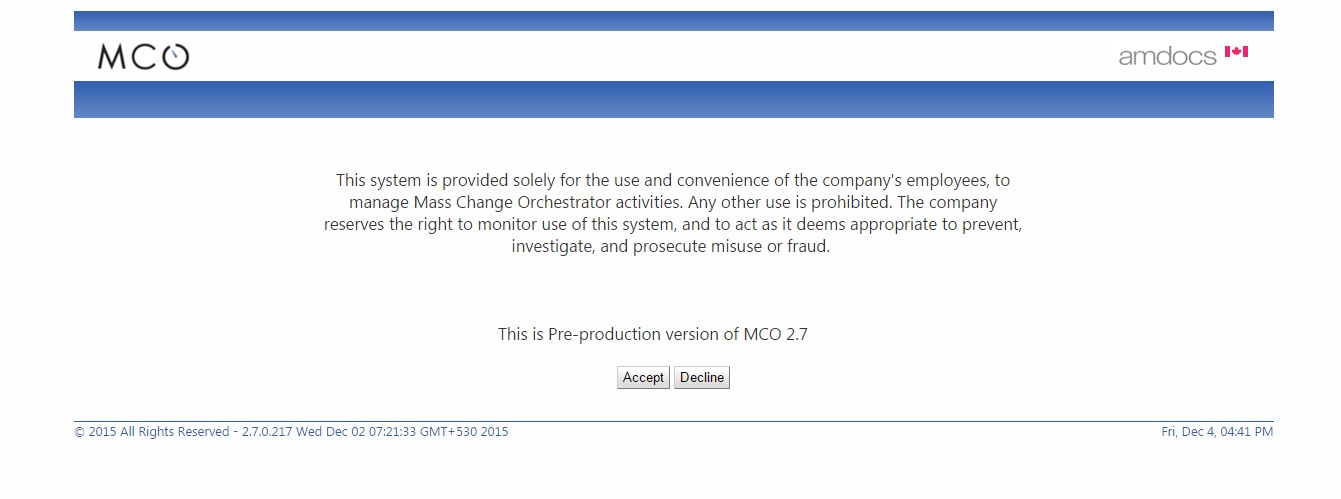 MCO
amdocs
This system is provided solely for the use and convenience of the company's employees, to
manage Mass Change Orchestrator activities. Any other use is prohibited. The company
reserves the right to monitor use of this system, and to act as it deems appropriate to prevent,
investigate, and prosecute misuse or fraud.
This is Pre-production version of MCO 2.7
Accept Decline
© 2015 All Rights Reserved - 2.7.0.217 Wed Dec 02 07:21:33 GMT+530 2015
Fri, Dec 4, 04:41 PM